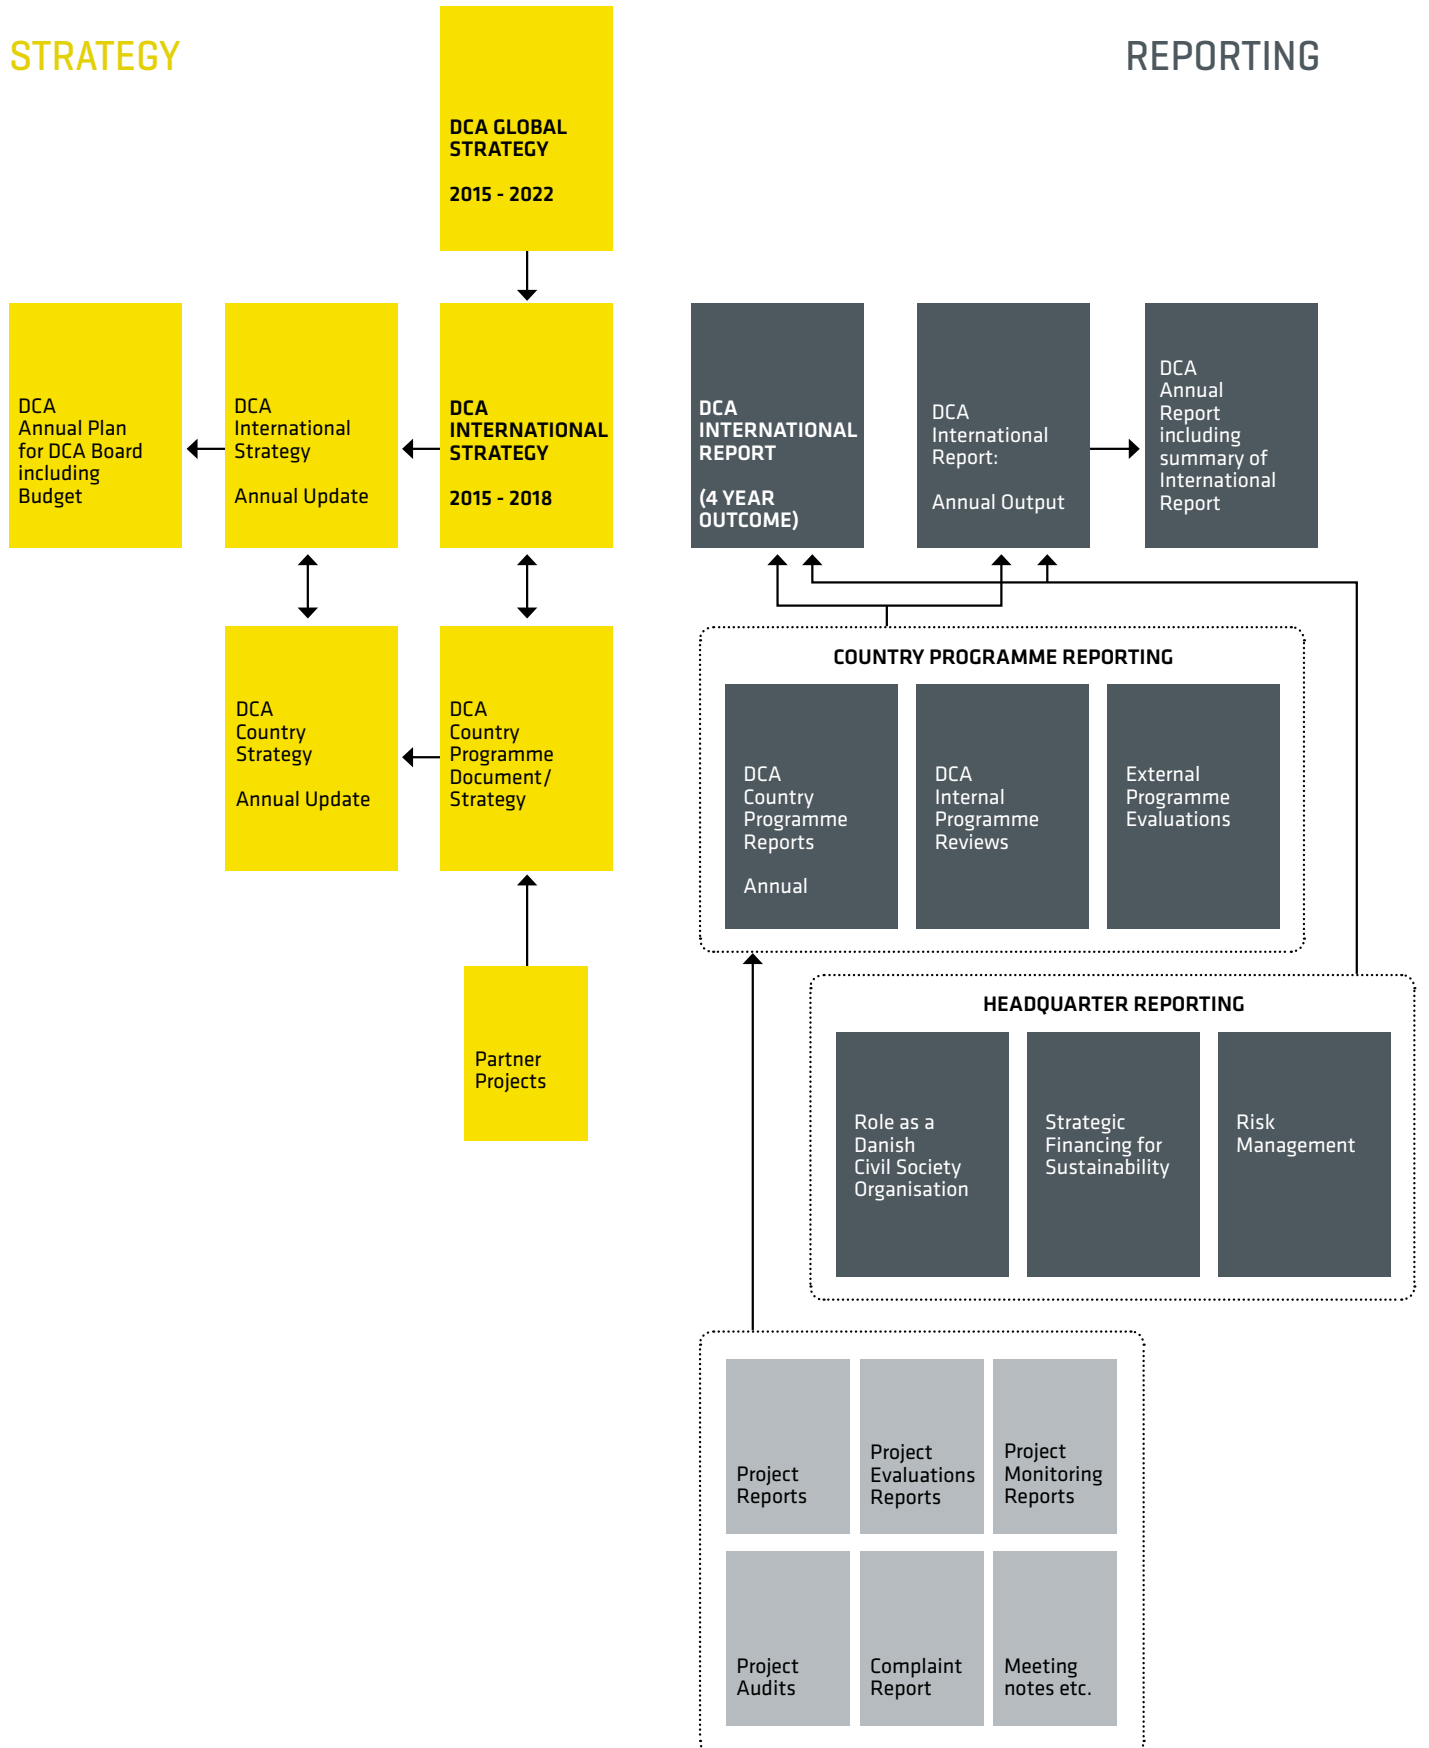 STRATEGY
REPORTING
DCA GLOBAL
STRATEGY
2015 - 2022
DCA
Annual Plan
for DCA Board
including
Budget
DCA
International
Strategy
Annual Update
DCA
INTERNATIONAL
STRATEGY
2015 - 2018
DCA
INTERNATIONAL
REPORT
(4 YEAR
OUTCOME)
DCA
International
Report:
Annual Output
DCA
Annual
Report
including
summary of
International
Report
DCA
Country
Strategy
Annual Update
DCA
Country
Programme
Document/
Strategy
Partner
Projects
COUNTRY PROGRAMME REPORTING
DCA
Country
Programme
Reports
Annual
DCA
Internal
Programme
Reviews
External
Programme
Evaluations
HEADQUARTER REPORTING
Role as a
Danish
Civil Society
Organisation
Strategic
Financing for
Sustainability
Risk
Management
Project
Reports
Project
Evaluations
Reports
Project
Monitoring
Reports
Project
Audits
Complaint
Report
Meeting
notes etc.